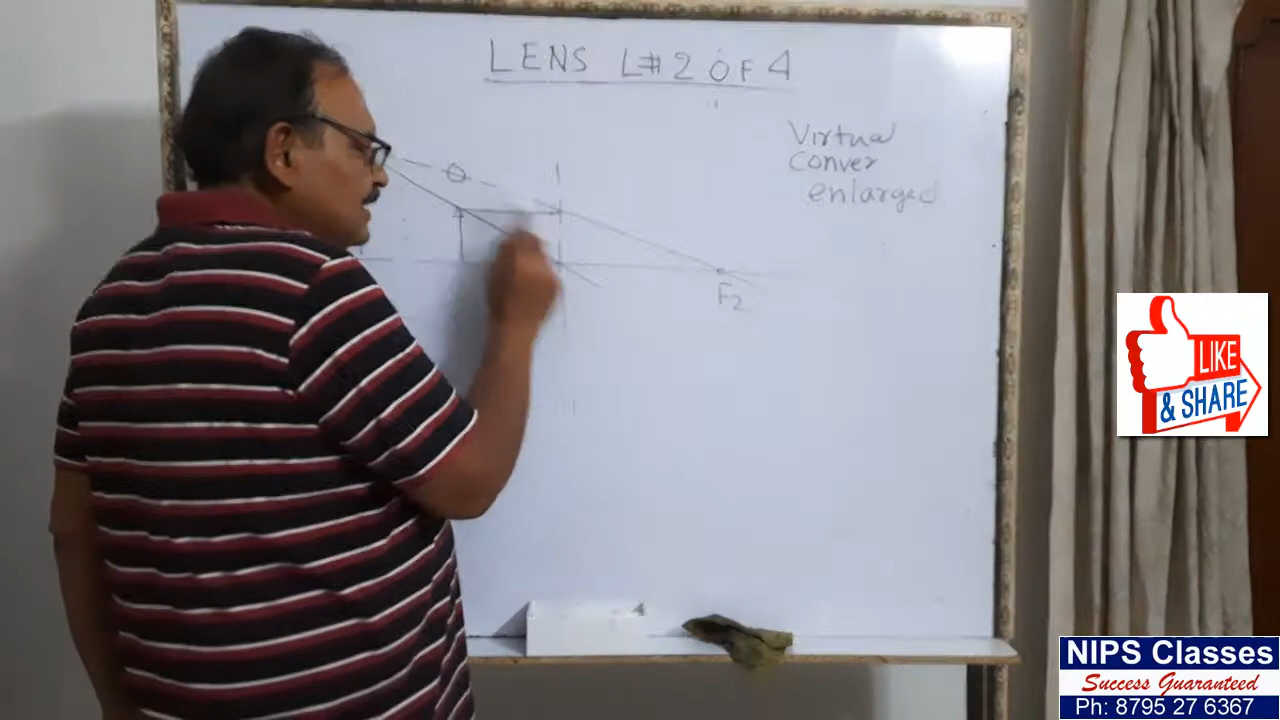 LENS L#2 OF 4
Virtual
Conver
enlarged
F2
LIKE
& SHARE
NIPS Classes
Success Guaranteed
Ph: 8795 27 6367